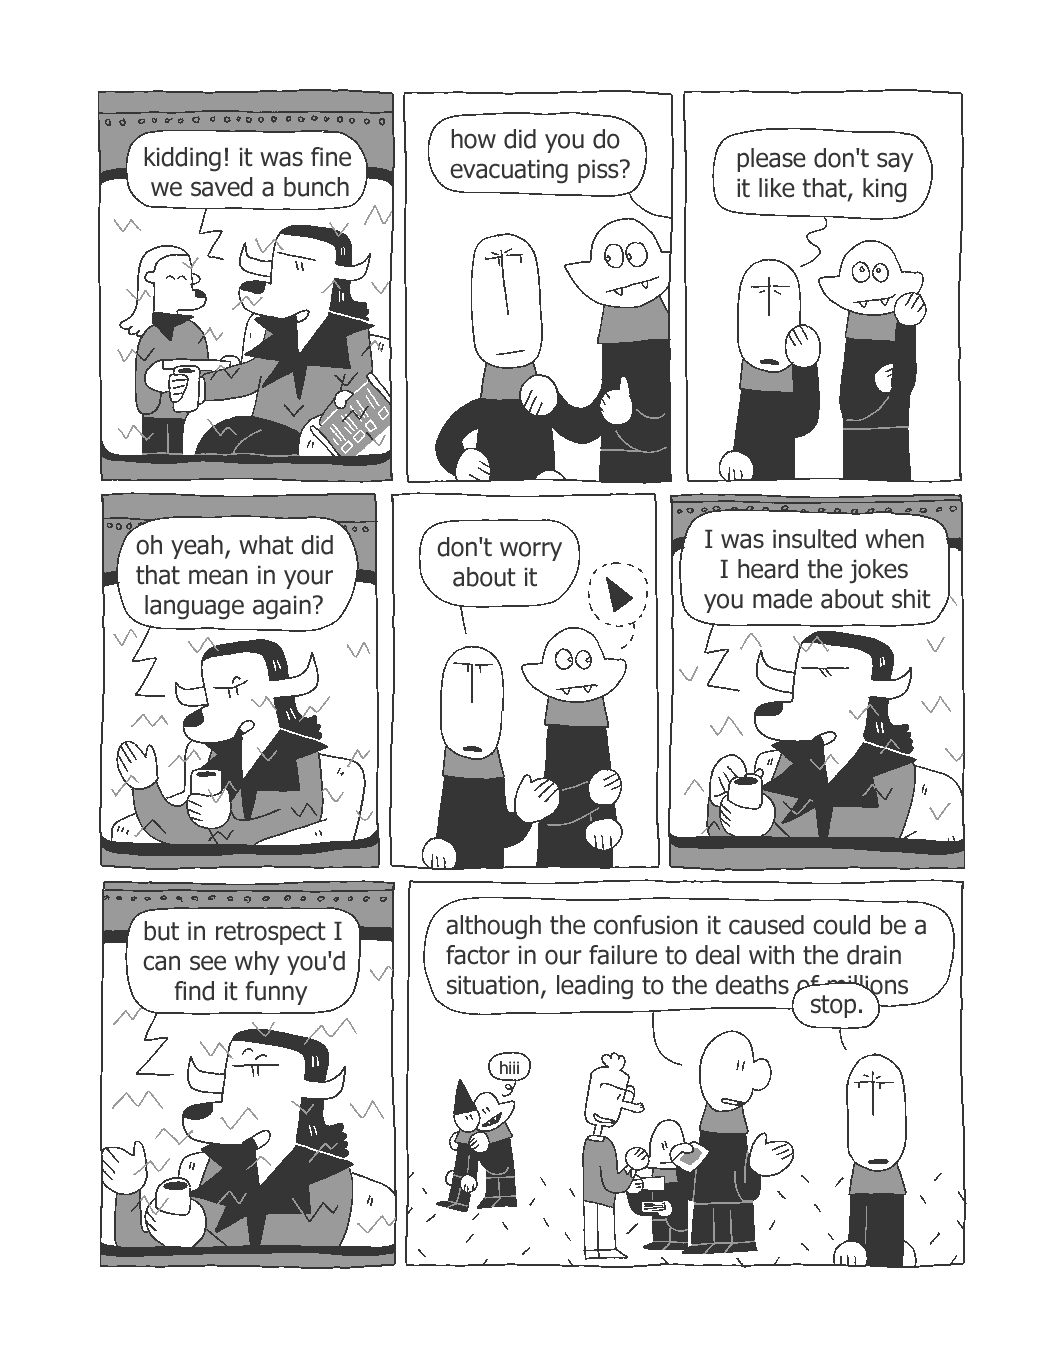 kidding! it was fine
we saved a bunch
how did you do
evacuating piss?
please don't say
it like that, king
oh yeah, what did
that mean in your
language again?
don't worry
about it
I was insulted when
I heard the jokes
you made about shit
but in retrospect I
can see why you'd
find it funny
although the confusion it caused could be a
factor in our failure to deal with the drain
situation, leading to the deaths of millions
stop.
hiii